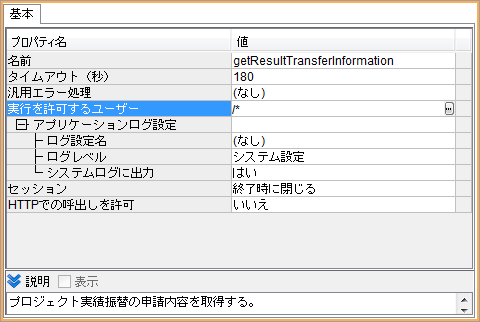 基本
プロパティ名 値
名前 getResultTransferInformation
タイムアウト（秒） 180
汎用エラー処理 (なし)
実行を許可するユーザー /* ...
アプリケーションログ設定
ログ設定名 (なし)
ログレベル システム設定
システムログに出力 はい
セッション 終了時に閉じる
HTTPでの呼出しを許可 いいえ
説明 表示
プロジェクト実績振替の申請内容を取得する。